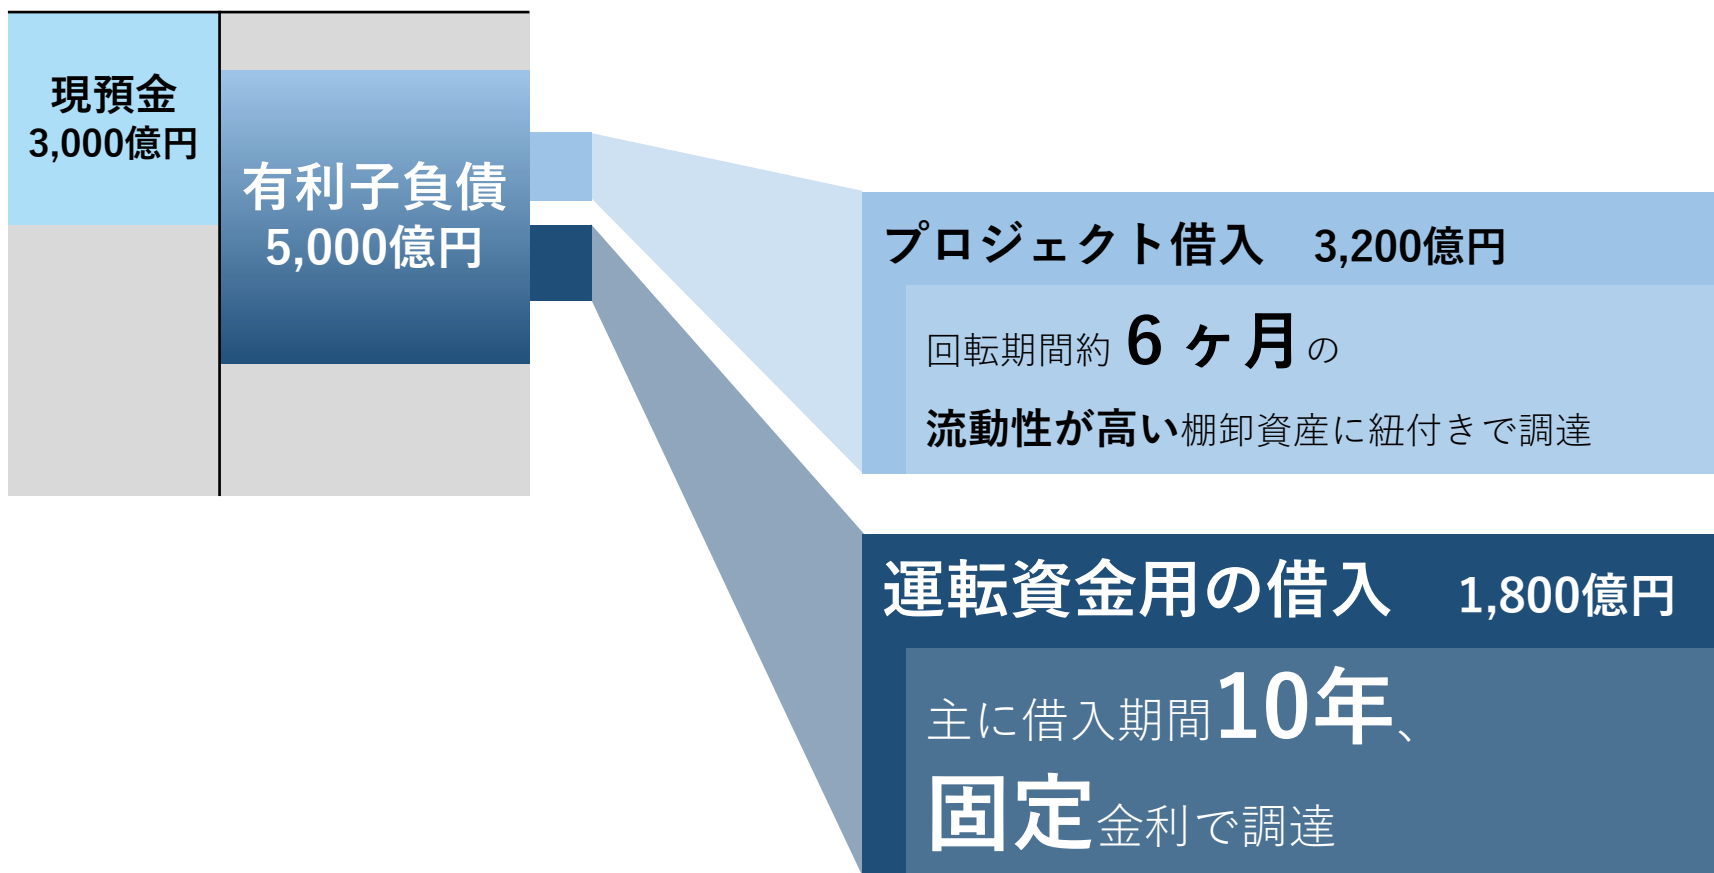 現預金
3,000億円
有利子負債
5,000億円
プロジェクト借入　3,200億円
回転期間約 6 ヶ月の
流動性が高い棚卸資産に紐付きで調達
運転資金用の借入　1,800億円
主に借入期間10年、
固定金利で調達